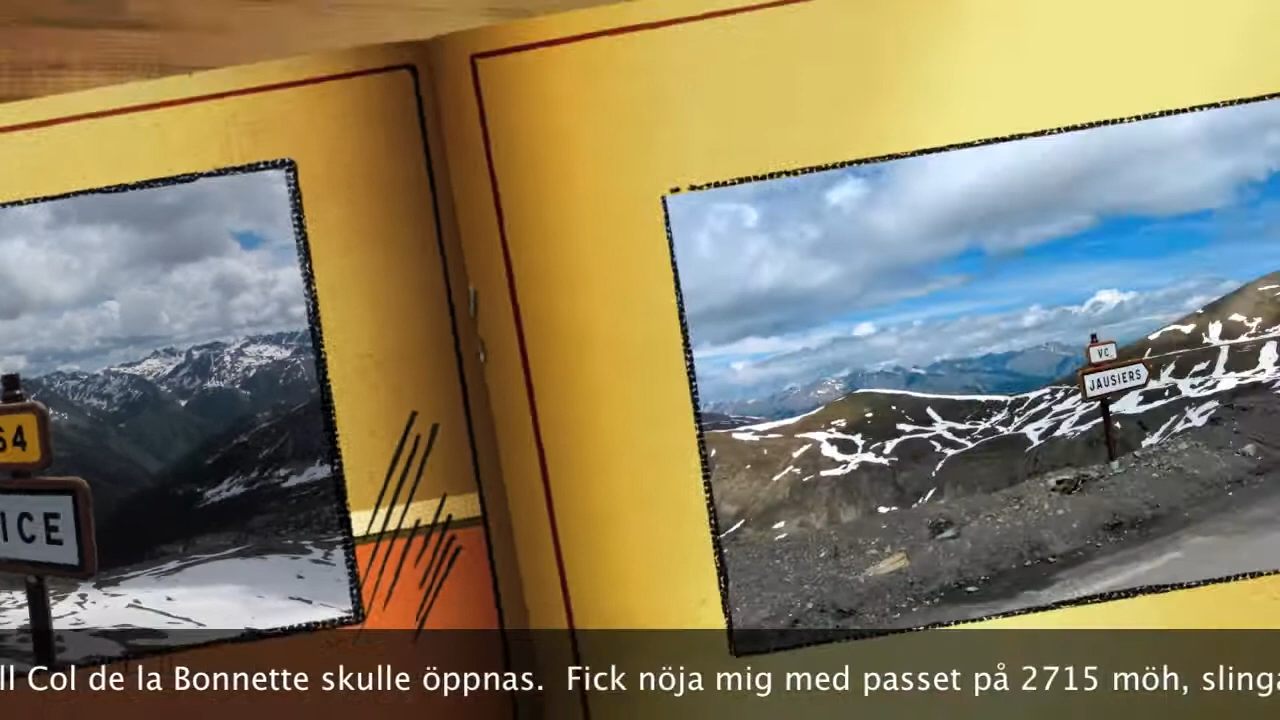 64
ICE
VC
JAUSIERS
ll Col de la Bonnette skulle öppnas.  Fick nöja mig med passet på 2715 möh, slinga